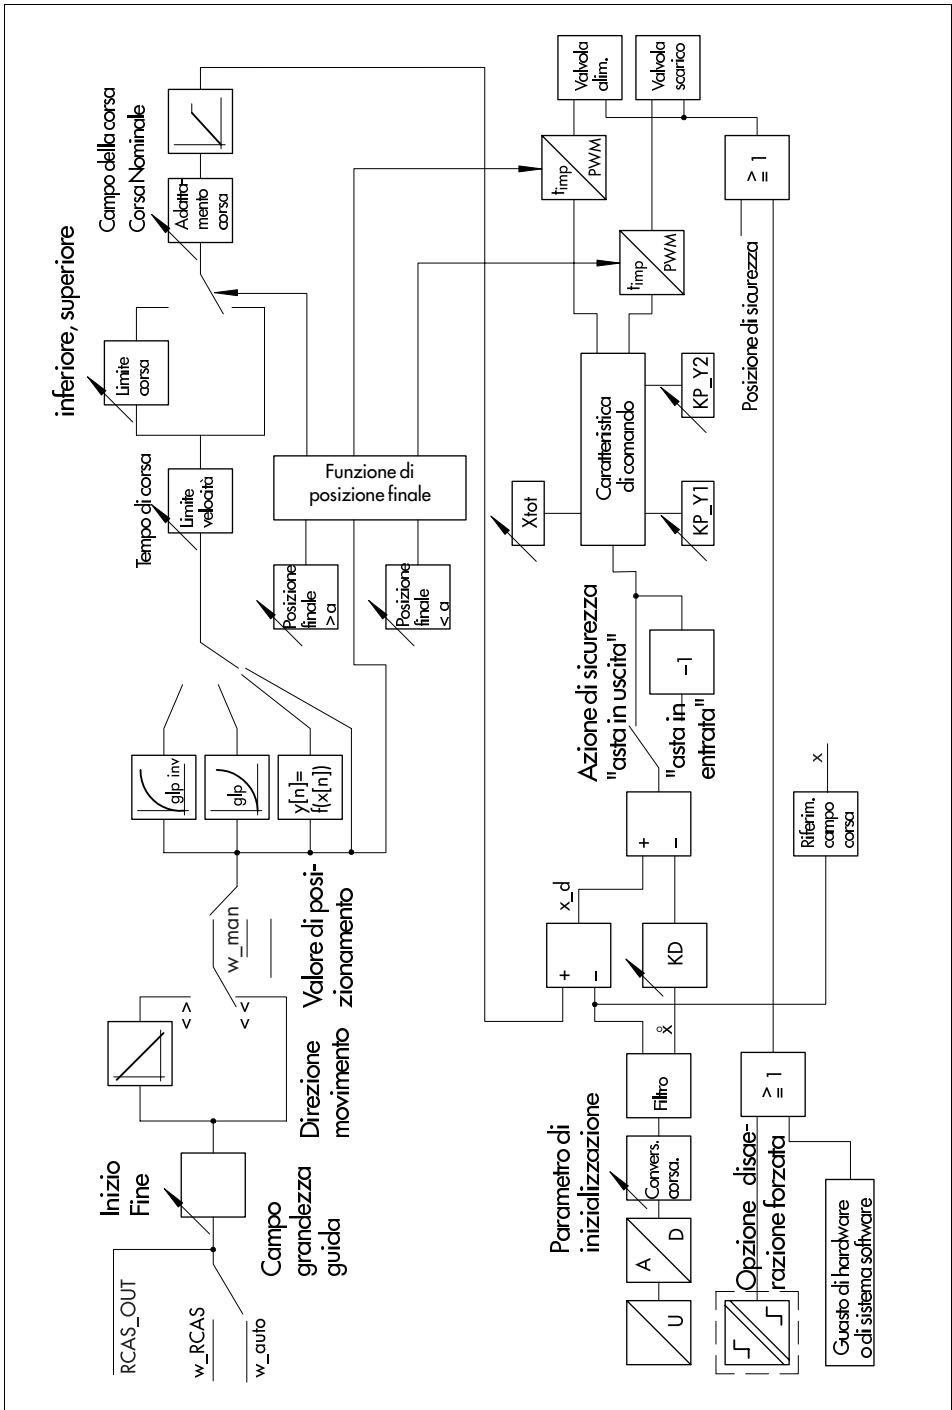 RCAS_OUT
w_RCAS
w_auto
Inizio
Fine
Campo
grandezza
guida
< >
< <
Direzione
movimento
w_man
Valore di posi-
zionamento
glp inv
glp
y[n]=
f(x[n])
Tempo di corsa
Limite
velocità
inferiore, superiore
Limite
corsa
Campo della corsa
Corsa Nominale
Adatta-
mento
corsa
Posizione
finale
> a
Posizione
finale
< a
Funzione di
posizione finale
Parametro di
inizializzazione
U
A
D
Convers.
corsa.
Filtro
x̊
+
−
KD
x_d
+
−
Azione di sicurezza
"asta in uscita"
−1
"asta in
entrata"
Xtot
Caratteristica
di comando
KP_Y1
KP_Y2
timp
PWM
timp
PWM
Valvola
alim.
Valvola
scarico
Opzione disae-
razione forzata
Guasto di hardware
o di sistema software
> = 1
Riferim.
campo
corsa
x
Posizione di sicurezza
> = 1